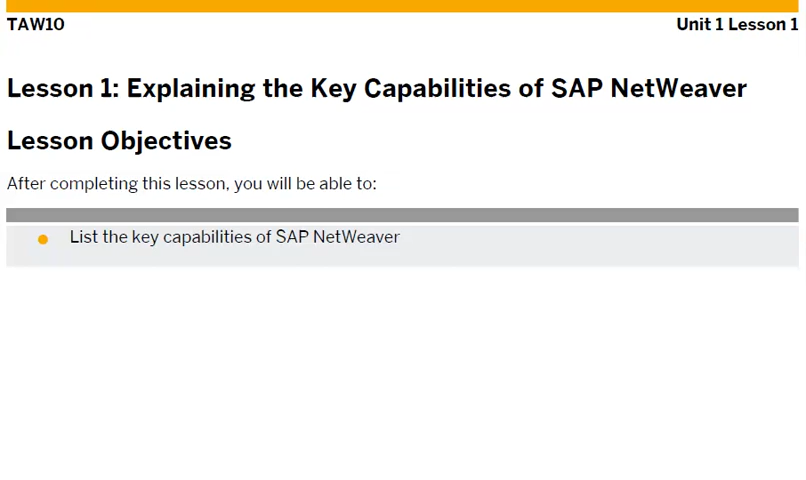 TAW10
Unit 1 Lesson 1
Lesson 1: Explaining the Key Capabilities of SAP NetWeaver
Lesson Objectives
After completing this lesson, you will be able to:
List the key capabilities of SAP NetWeaver